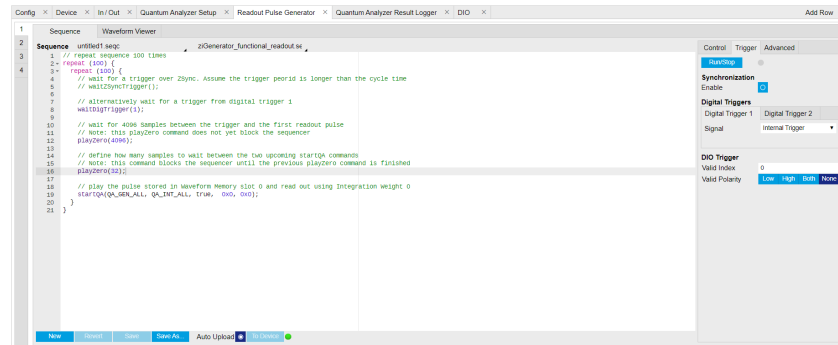 Config × Device × In / Out × Quantum Analyzer Setup × Readout Pulse Generator × Quantum Analyzer Result Logger × DIO × Add Row
1 Sequence Waveform Viewer
2 Sequence untitled1.seqc ziGenerator_functional_readout.se
3
4
1 // repeat sequence 100 times
2 repeat (100) {
3 repeat (100) {
4 // wait for a trigger over ZSync. Assume the trigger peorid is longer than the cycle time
5 // waitZSyncTrigger();
6
7 // alternatively wait for a trigger from digital trigger 1
8 waitDigTrigger(1);
9
10 // wait for 4096 Samples between the trigger and the first readout pulse
11 // Note: this playZero command does not yet block the sequencer
12 playZero(4096);
13
14 // define how many samples to wait between the two upcoming startQA commands
15 // Note: this command blocks the sequencer until the previous playZero command is finished
16 playZero(32);
17
18 // play the pulse stored in Waveform Memory slot 0 and read out using Integration Weight 0
19 startQA(QA_GEN_ALL, QA_INT_ALL, true, 0x0, 0x0);
20 }
21 }
New Revert Save Save As... Auto Upload To Device
Control Trigger Advanced
Run/Stop
Synchronization
Enable
Digital Triggers
Digital Trigger 1 Digital Trigger 2
Signal Internal Trigger
DIO Trigger
Valid Index 0
Valid Polarity Low High Both None